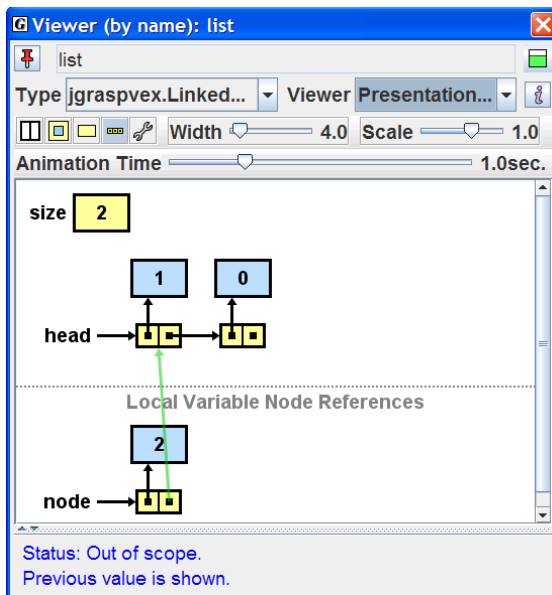 G Viewer (by name): list
list
Type jgraspvex.Linked... Viewer Presentation... i
Width 4.0 Scale 1.0
Animation Time 1.0sec.
size 2
1 0
head
Local Variable Node References
2
node
Status: Out of scope.
Previous value is shown.